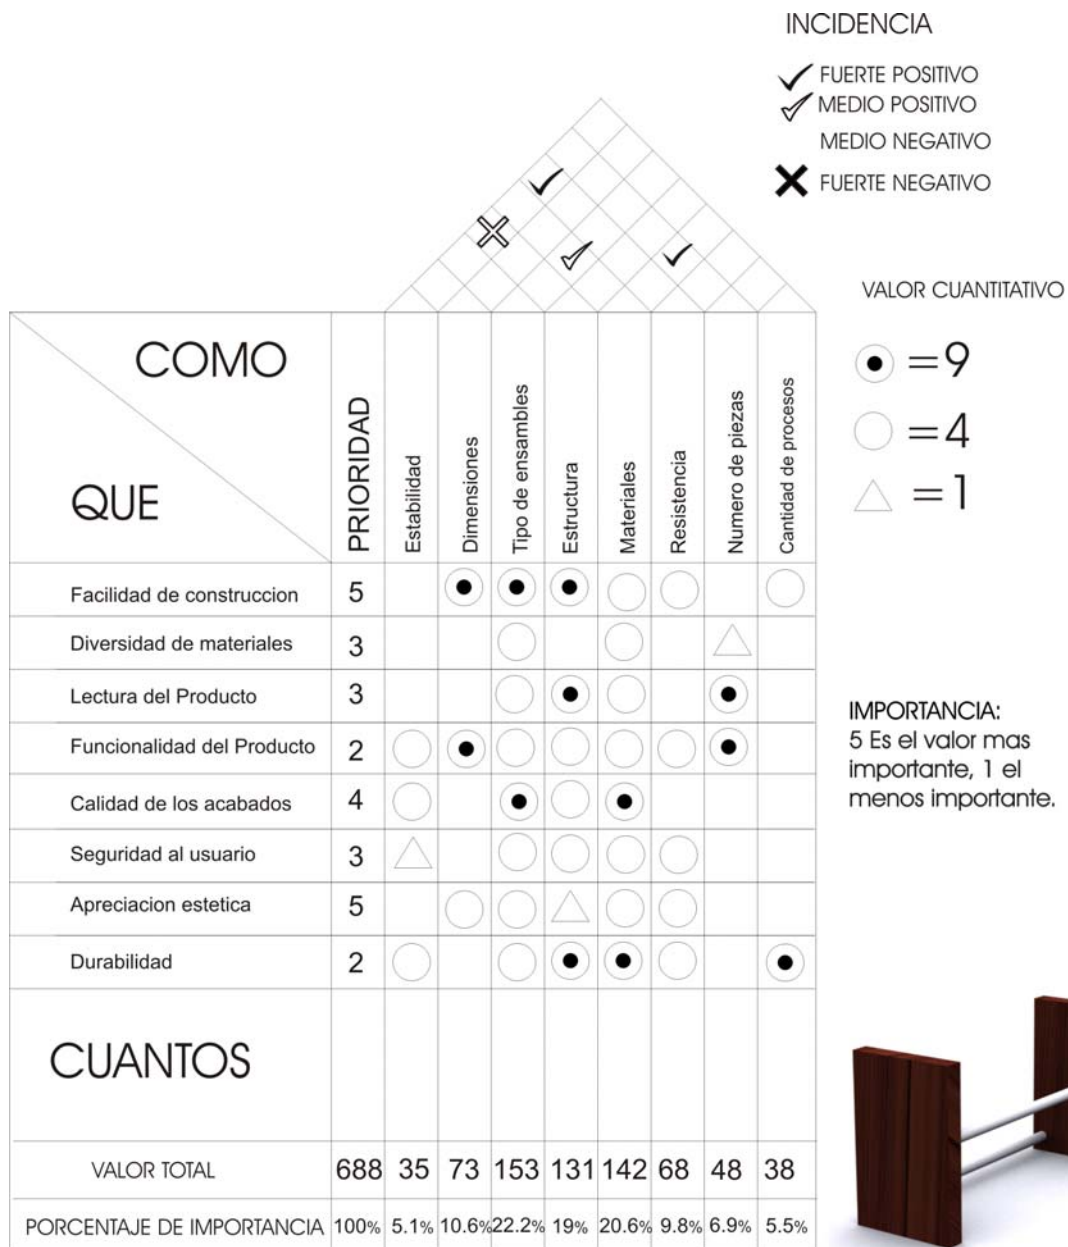 INCIDENCIA
FUERTE POSITIVO
MEDIO POSITIVO
MEDIO NEGATIVO
FUERTE NEGATIVO
VALOR CUANTITATIVO
=9
=4
=1
COMO
QUE
PRIORIDAD
Estabilidad
Dimensiones
Tipo de ensambles
Estructura
Materiales
Resistencia
Numero de piezas
Cantidad de procesos
Facilidad de construccion 5
Diversidad de materiales 3
Lectura del Producto 3
Funcionalidad del Producto 2
Calidad de los acabados 4
Seguridad al usuario 3
Apreciacion estetica 5
Durabilidad 2
IMPORTANCIA:
5 Es el valor mas
importante, 1 el
menos importante.
CUANTOS
VALOR TOTAL 688 35 73 153 131 142 68 48 38
PORCENTAJE DE IMPORTANCIA 100% 5.1% 10.6% 22.2% 19% 20.6% 9.8% 6.9% 5.5%